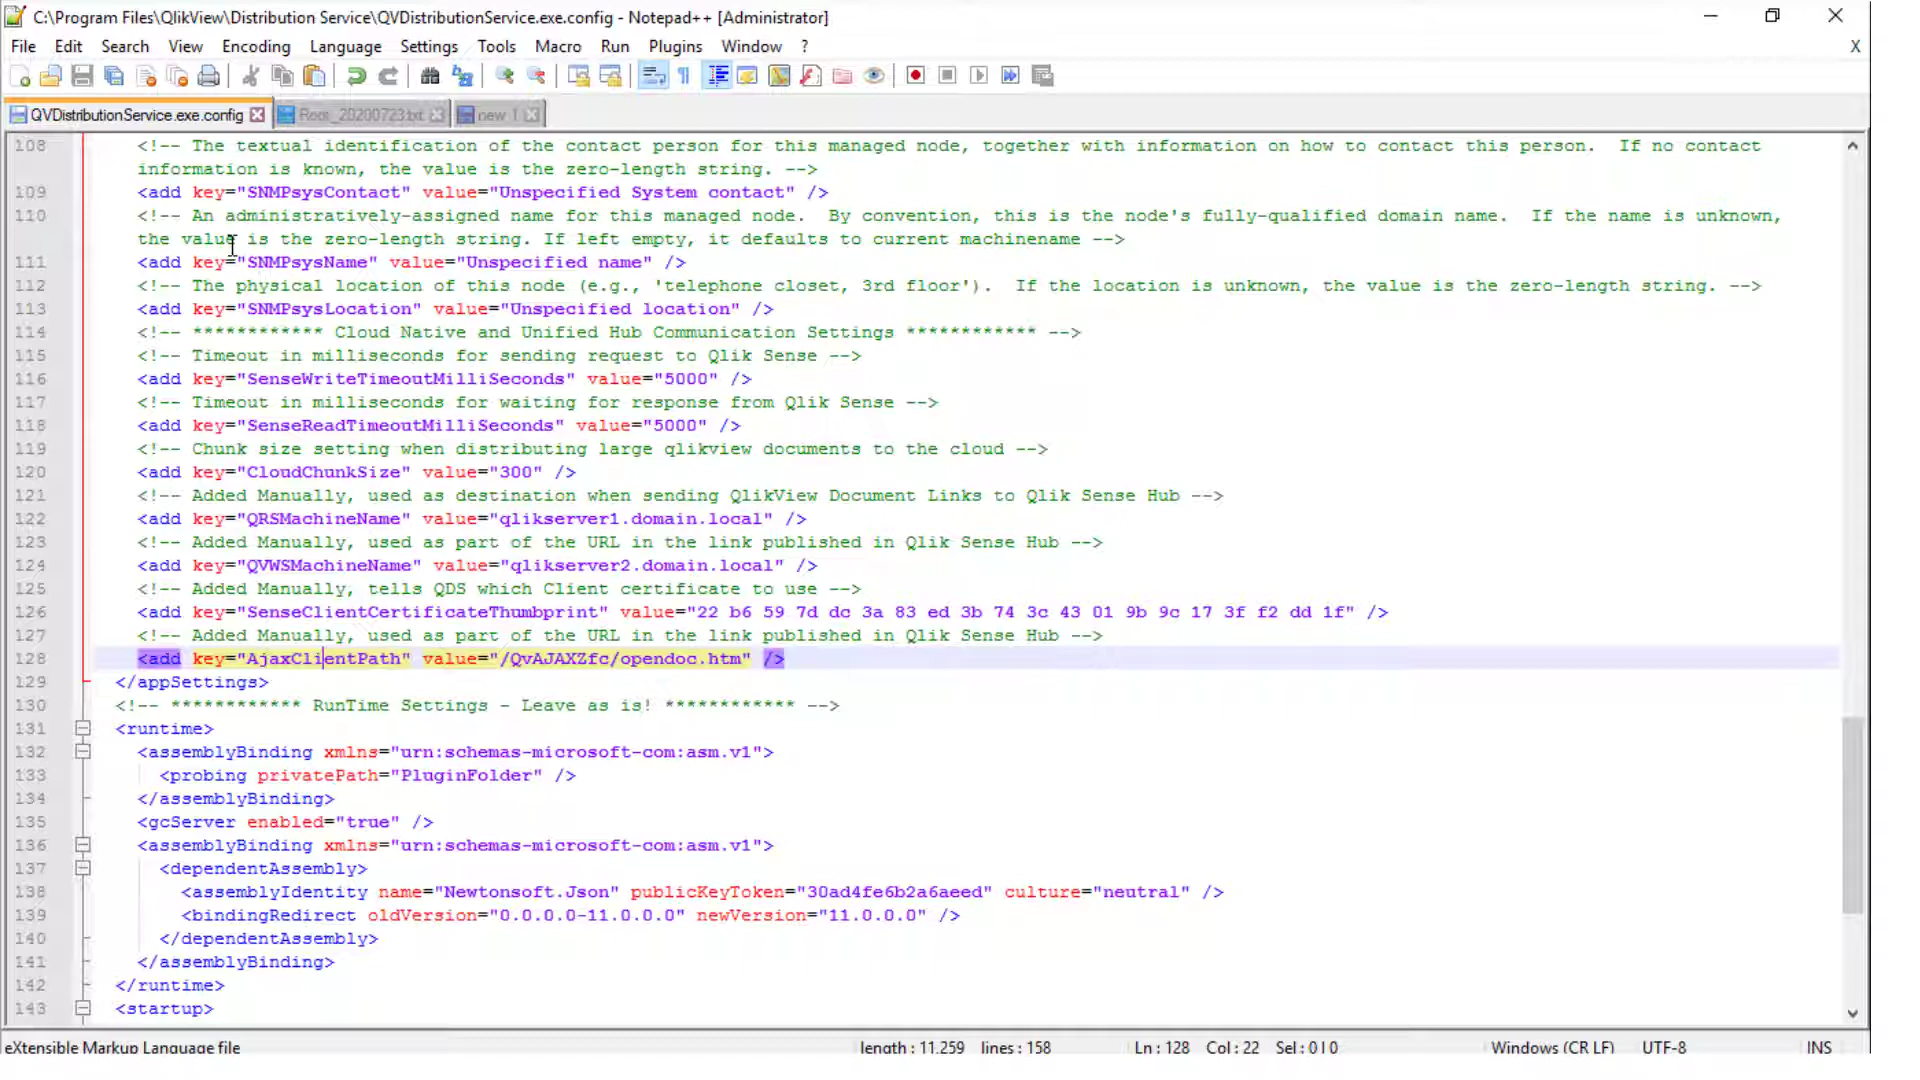 C:\Program Files\QlikView\Distribution Service\QVDistributionService.exe.config - Notepad++ [Administrator]
File Edit Search View Encoding Language Settings Tools Macro Run Plugins Window ? X
QVDistributionService.exe.config Root_20200723.txt new 1
108 <!-- The textual identification of the contact person for this managed node, together with information on how to contact this person.  If no contact
information is known, the value is the zero-length string. -->
109 <add key="SNMPsysContact" value="Unspecified System contact" />
110 <!-- An administratively-assigned name for this managed node.  By convention, this is the node's fully-qualified domain name.  If the name is unknown,
the value is the zero-length string. If left empty, it defaults to current machinename -->
111 <add key="SNMPsysName" value="Unspecified name" />
112 <!-- The physical location of this node (e.g., 'telephone closet, 3rd floor').  If the location is unknown, the value is the zero-length string. -->
113 <add key="SNMPsysLocation" value="Unspecified location" />
114 <!-- ************ Cloud Native and Unified Hub Communication Settings ************ -->
115 <!-- Timeout in milliseconds for sending request to Qlik Sense -->
116 <add key="SenseWriteTimeoutMilliSeconds" value="5000" />
117 <!-- Timeout in milliseconds for waiting for response from Qlik Sense -->
118 <add key="SenseReadTimeoutMilliSeconds" value="5000" />
119 <!-- Chunk size setting when distributing large qlikview documents to the cloud -->
120 <add key="CloudChunkSize" value="300" />
121 <!-- Added Manually, used as destination when sending QlikView Document Links to Qlik Sense Hub -->
122 <add key="QRSMachineName" value="qlikserver1.domain.local" />
123 <!-- Added Manually, used as part of the URL in the link published in Qlik Sense Hub -->
124 <add key="QVWSMachineName" value="qlikserver2.domain.local" />
125 <!-- Added Manually, tells QDS which Client certificate to use -->
126 <add key="SenseClientCertificateThumbprint" value="22 b6 59 7d dc 3a 83 ed 3b 74 3c 43 01 9b 9c 17 3f f2 dd 1f" />
127 <!-- Added Manually, used as part of the URL in the link published in Qlik Sense Hub -->
128 <add key="AjaxClientPath" value="/QvAJAXZfc/opendoc.htm" />
129 </appSettings>
130 <!-- ************ RunTime Settings - Leave as is! ************ -->
131 <runtime>
132 <assemblyBinding xmlns="urn:schemas-microsoft-com:asm.v1">
133 <probing privatePath="PluginFolder" />
134 </assemblyBinding>
135 <gcServer enabled="true" />
136 <assemblyBinding xmlns="urn:schemas-microsoft-com:asm.v1">
137 <dependentAssembly>
138 <assemblyIdentity name="Newtonsoft.Json" publicKeyToken="30ad4fe6b2a6aeed" culture="neutral" />
139 <bindingRedirect oldVersion="0.0.0.0-11.0.0.0" newVersion="11.0.0.0" />
140 </dependentAssembly>
141 </assemblyBinding>
142 </runtime>
143 <startup>
eXtensible Markup Language file length : 11.259 lines : 158 Ln : 128 Col : 22 Sel : 0 | 0 Windows (CR LF) UTF-8 INS